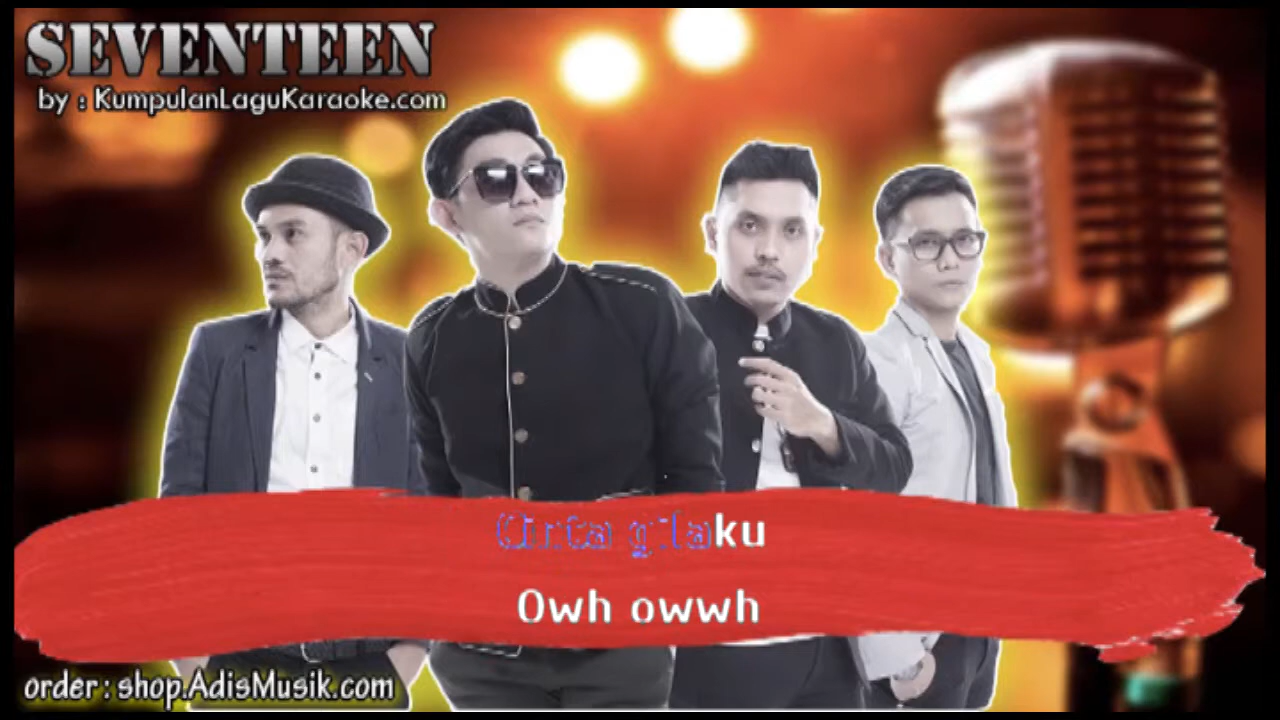 SEVENTEEN
by : KumpulanLaguKaraoke.com
Cinta gilaku
Owh owwh
order : shop.AdisMusik.com